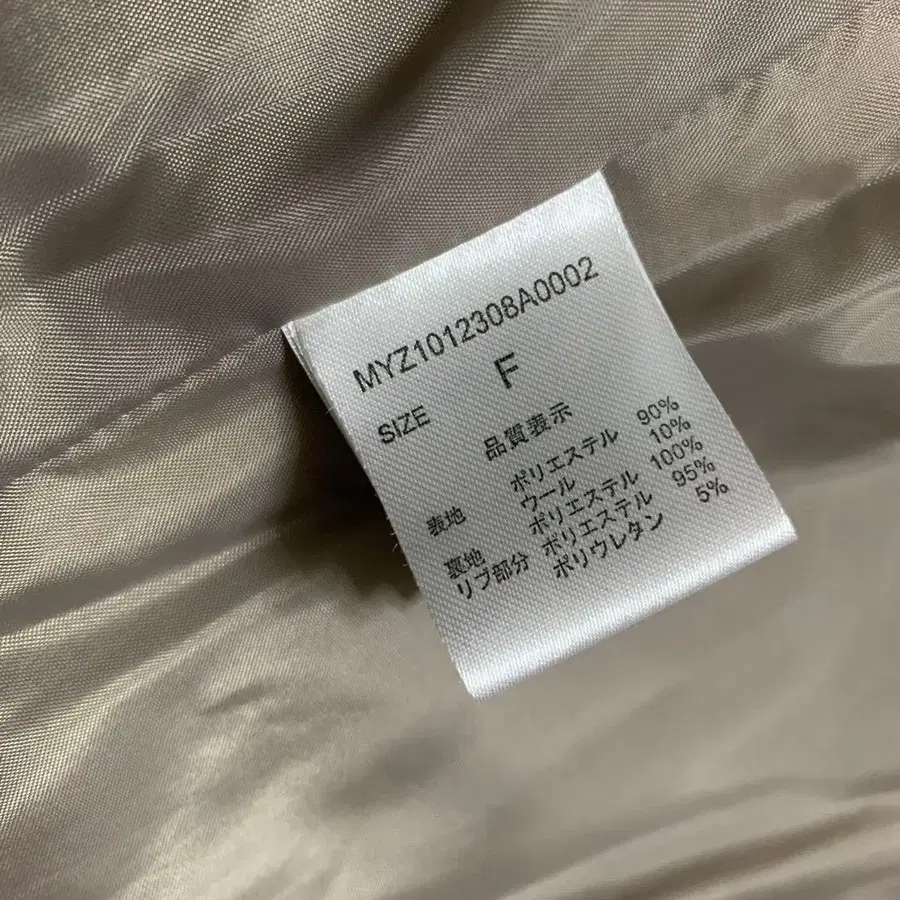 MYZ1012308A0002
SIZE F
品質表示
表地 ポリエステル 90%
ウール 10%
裏地 ポリエステル 100%
リブ部分 ポリエステル 95%
ポリウレタン 5%